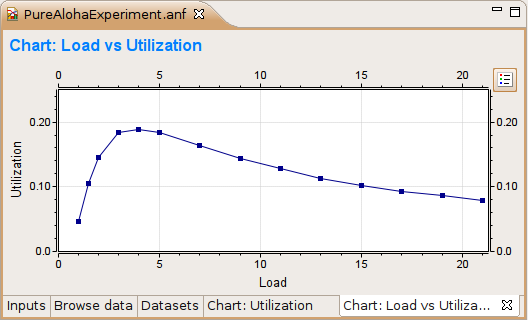 PureAlohaExperiment.anf
Chart: Load vs Utilization
0 5 10 15 20
0.20 0.20
Utilization
0.10 0.10
0.0 0.0
0 5 10 15 20
Load
Inputs Browse data Datasets Chart: Utilization Chart: Load vs Utiliza...